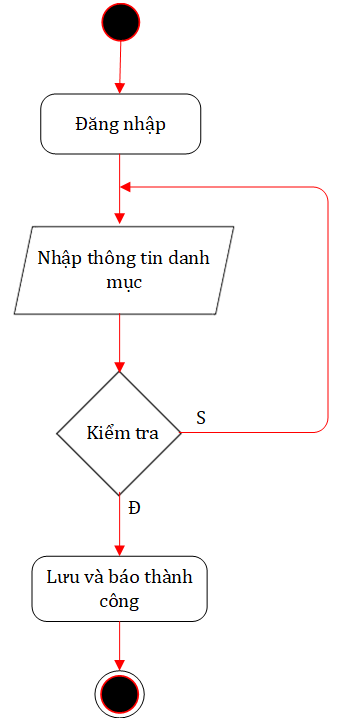 Đăng nhập
Nhập thông tin danh
mục
Kiểm tra
S
Đ
Lưu và báo thành
công